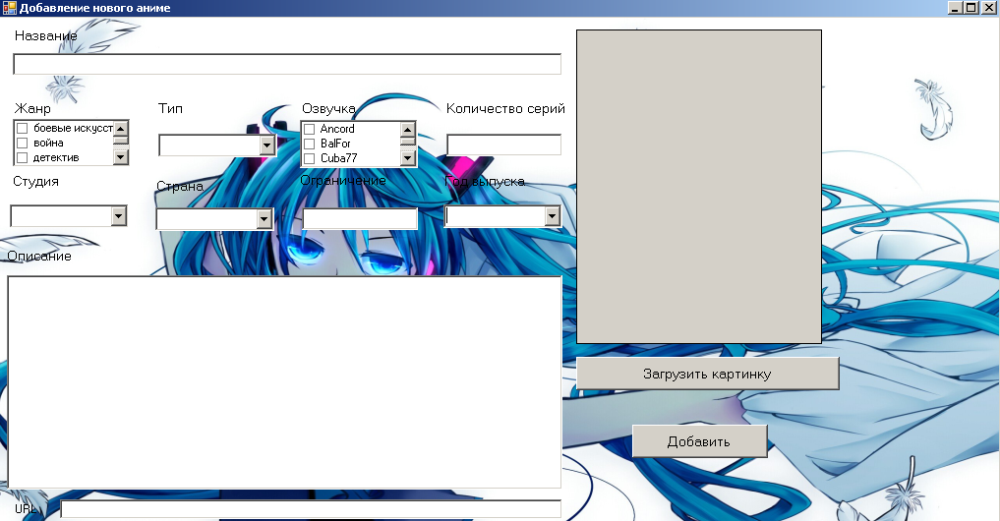 Добавление нового аниме
Название
Жанр
Тип
Озвучка
Количество серий
боевые искусст
война
детектив
Ancord
BalFor
Cuba77
Студия
Страна
Ограничение
Год выпуска
Описание
Загрузить картинку
Добавить
URL